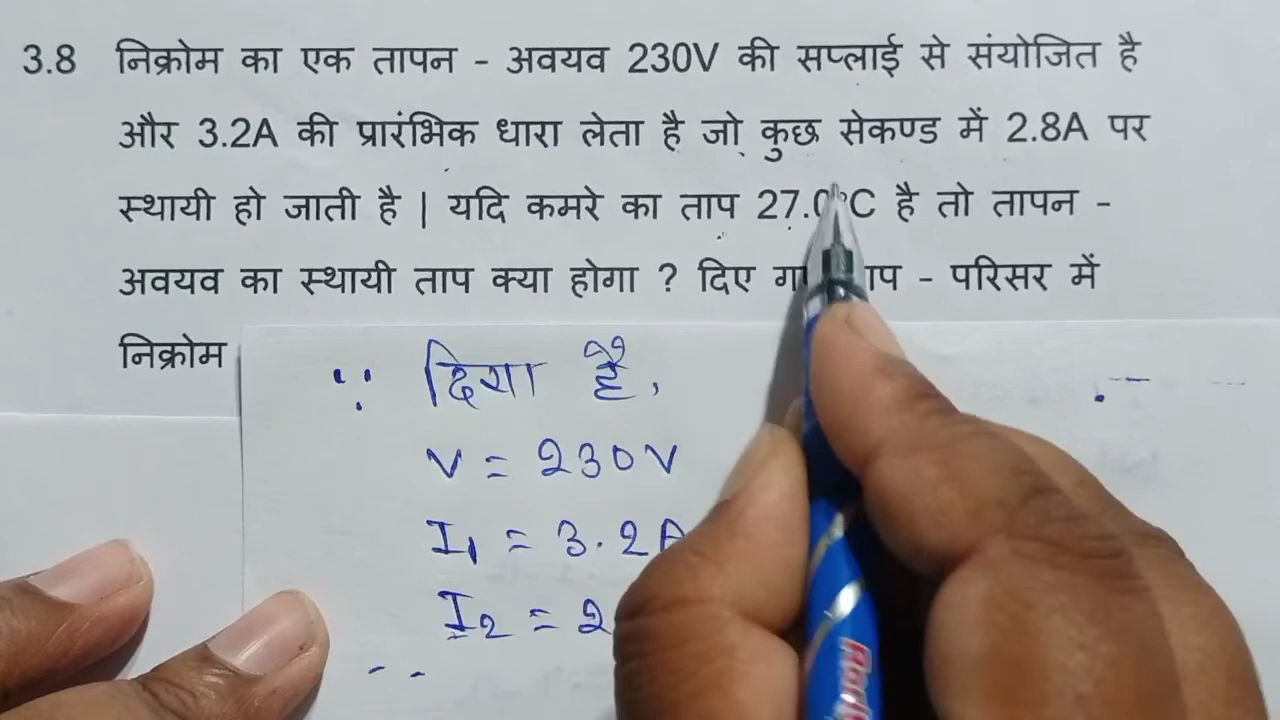 3.8 निक्रोम का एक तापन - अवयव 230V की सप्लाई से संयोजित है
और 3.2A की प्रारंभिक धारा लेता है जो कुछ सेकण्ड में 2.8A पर
स्थायी हो जाती है | यदि कमरे का ताप 27.0°C है तो तापन -
अवयव का स्थायी ताप क्या होगा ? दिए - परिसर में
निक्रोम
∵ दिया है,
V = 230V
I₁ = 3.2A
I₂ = 2